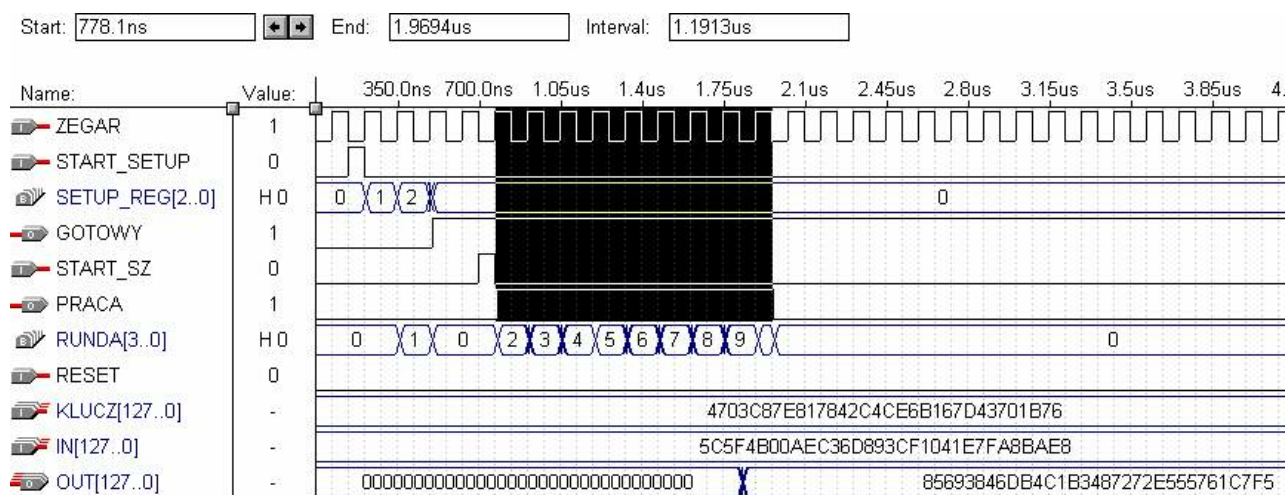 Start: 778.1ns End: 1.9694us Interval: 1.1913us
Name: Value: 350.0ns 700.0ns 1.05us 1.4us 1.75us 2.1us 2.45us 2.8us 3.15us 3.5us 3.85us 4.
ZEGAR 1
START_SETUP 0
SETUP_REG[2..0] H 0 0 1 2 0
GOTOWY 1
START_SZ 0
PRACA 1
RUNDA[3..0] H 0 0 1 0 2 3 4 5 6 7 8 9 0
RESET 0
KLUCZ[127..0] - 4703C87E817842C4CE6B167D43701B76
IN[127..0] - 5C5F4B00AEC36D893CF1041E7FA8BAE8
OUT[127..0] - 00000000000000000000000000000000 85693846DB4C1B3487272E555761C7F5